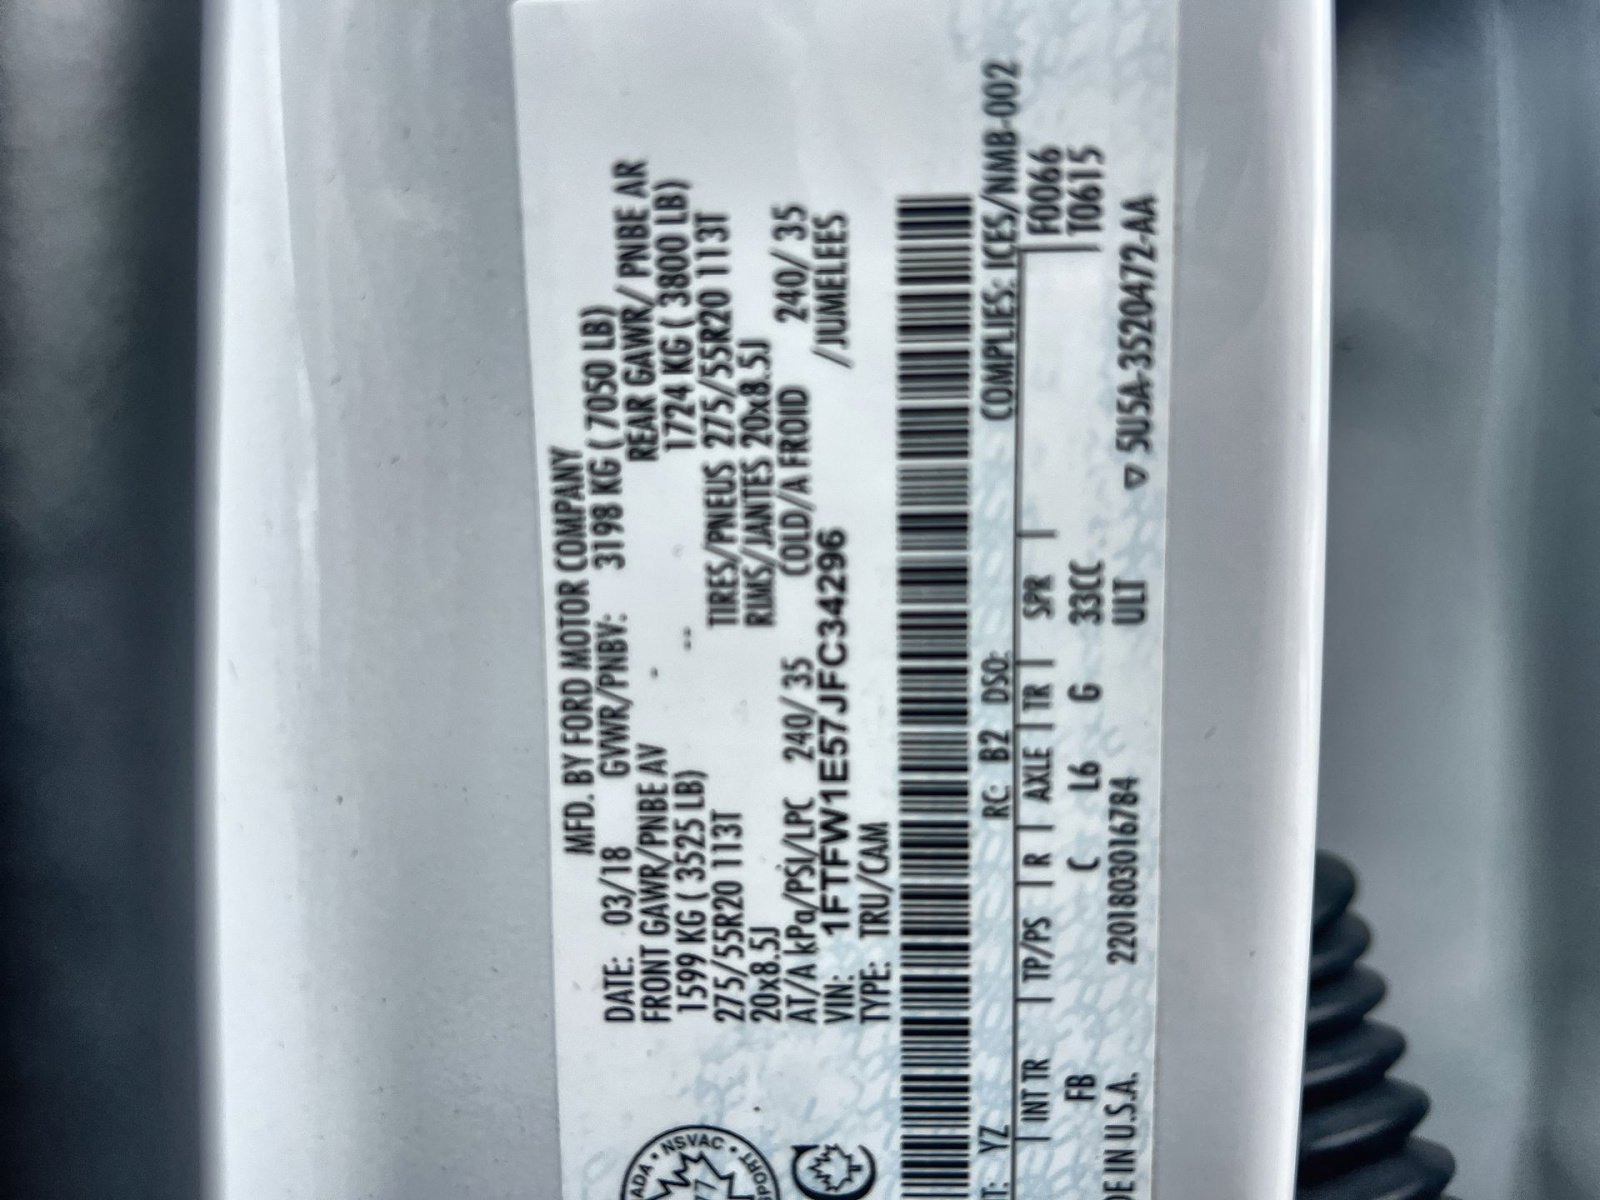 MFD. BY FORD MOTOR COMPANY
DATE: 03/18 GVWR/PNBV: 3198 KG ( 7050 LB)
FRONT GAWR/PNBE AV REAR GAWR/ PNBE AR
1599 KG ( 3525 LB) 1724 KG ( 3800 LB)
275/55R20 113T TIRES/PNEUS 275/55R20 113T
20x8.5J RIMS/JANTES 20x8.5J
AT/A kPa/PSI/LPC 240/ 35 COLD/A FROID 240/ 35
VIN: 1FTFW1E57JFC34296 /JUMELEES
TYPE: TRU/CAM
ADA • NSVAC •
PORT
T: YZ RC: B2 DSO: COMPLIES: ICES/NMB-002
INT TR TP/PS R AXLE TR SPR F0066
FB C L6 G 33CC T0615
DE IN U.S.A. 2201803016784 ULT
5U5A-3520472-AA